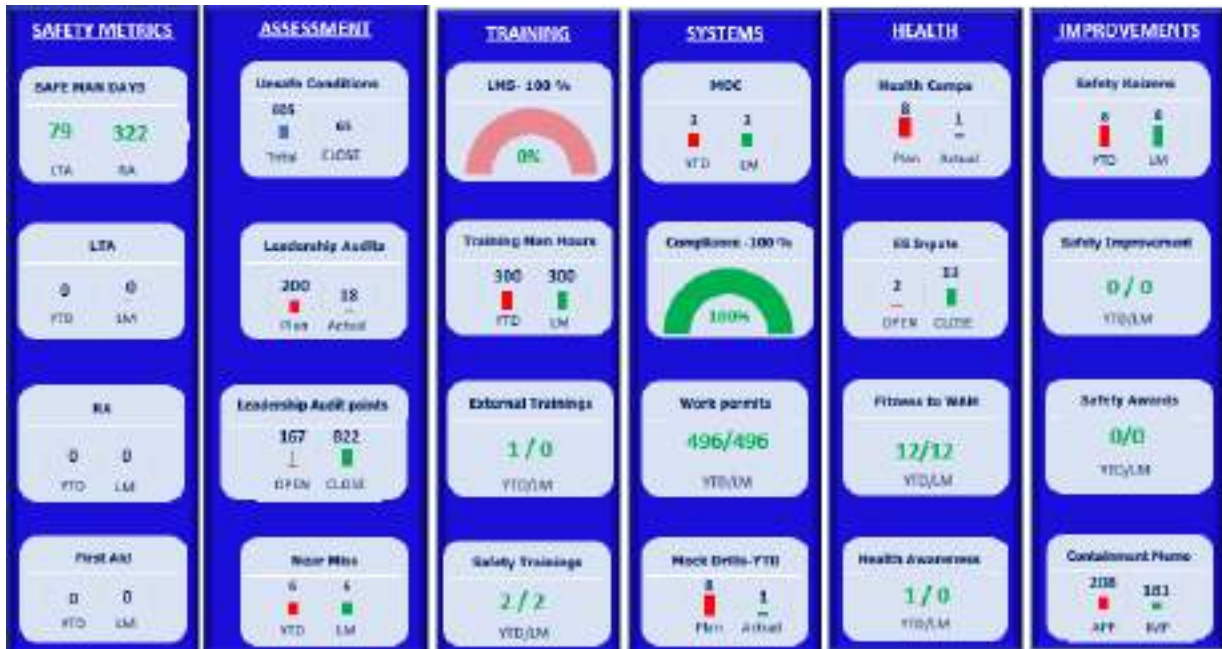 SAFETY METRICS
SAFE MAN DAYS
79 322
LTA RA
LTA
0 0
YTD LM
RA
0 0
YTD LM
First Aid
0 0
YTD LM
ASSESSMENT
Unsafe Conditions
65
Total CLOSE
Leadership Audits
200 18
Plan Actual
Leadership Audit points
167 822
OPEN CLOSE
Near Miss
6 6
YTD LM
TRAINING
LMS- 100 %
0%
Training Man Hours
300 300
YTD LM
External Trainings
1 / 0
YTD/LM
Safety Trainings
2 / 2
YTD/LM
SYSTEMS
MOC
YTD LM
Compliance -100 %
100%
Work permits
496/496
YTD/LM
Mock Drills-YTD
8 1
Plan Actual
HEALTH
Health Camps
8 1
Plan Actual
Inputs
2 13
OPEN CLOSE
Fitness to WAH
12/12
YTD/LM
Health Awareness
1 / 0
YTD/LM
IMPROVEMENTS
Safety Kaizens
YTD LM
Safety Improvement
0 / 0
YTD/LM
Safety Awards
0/0
YTD/LM
Containment
208